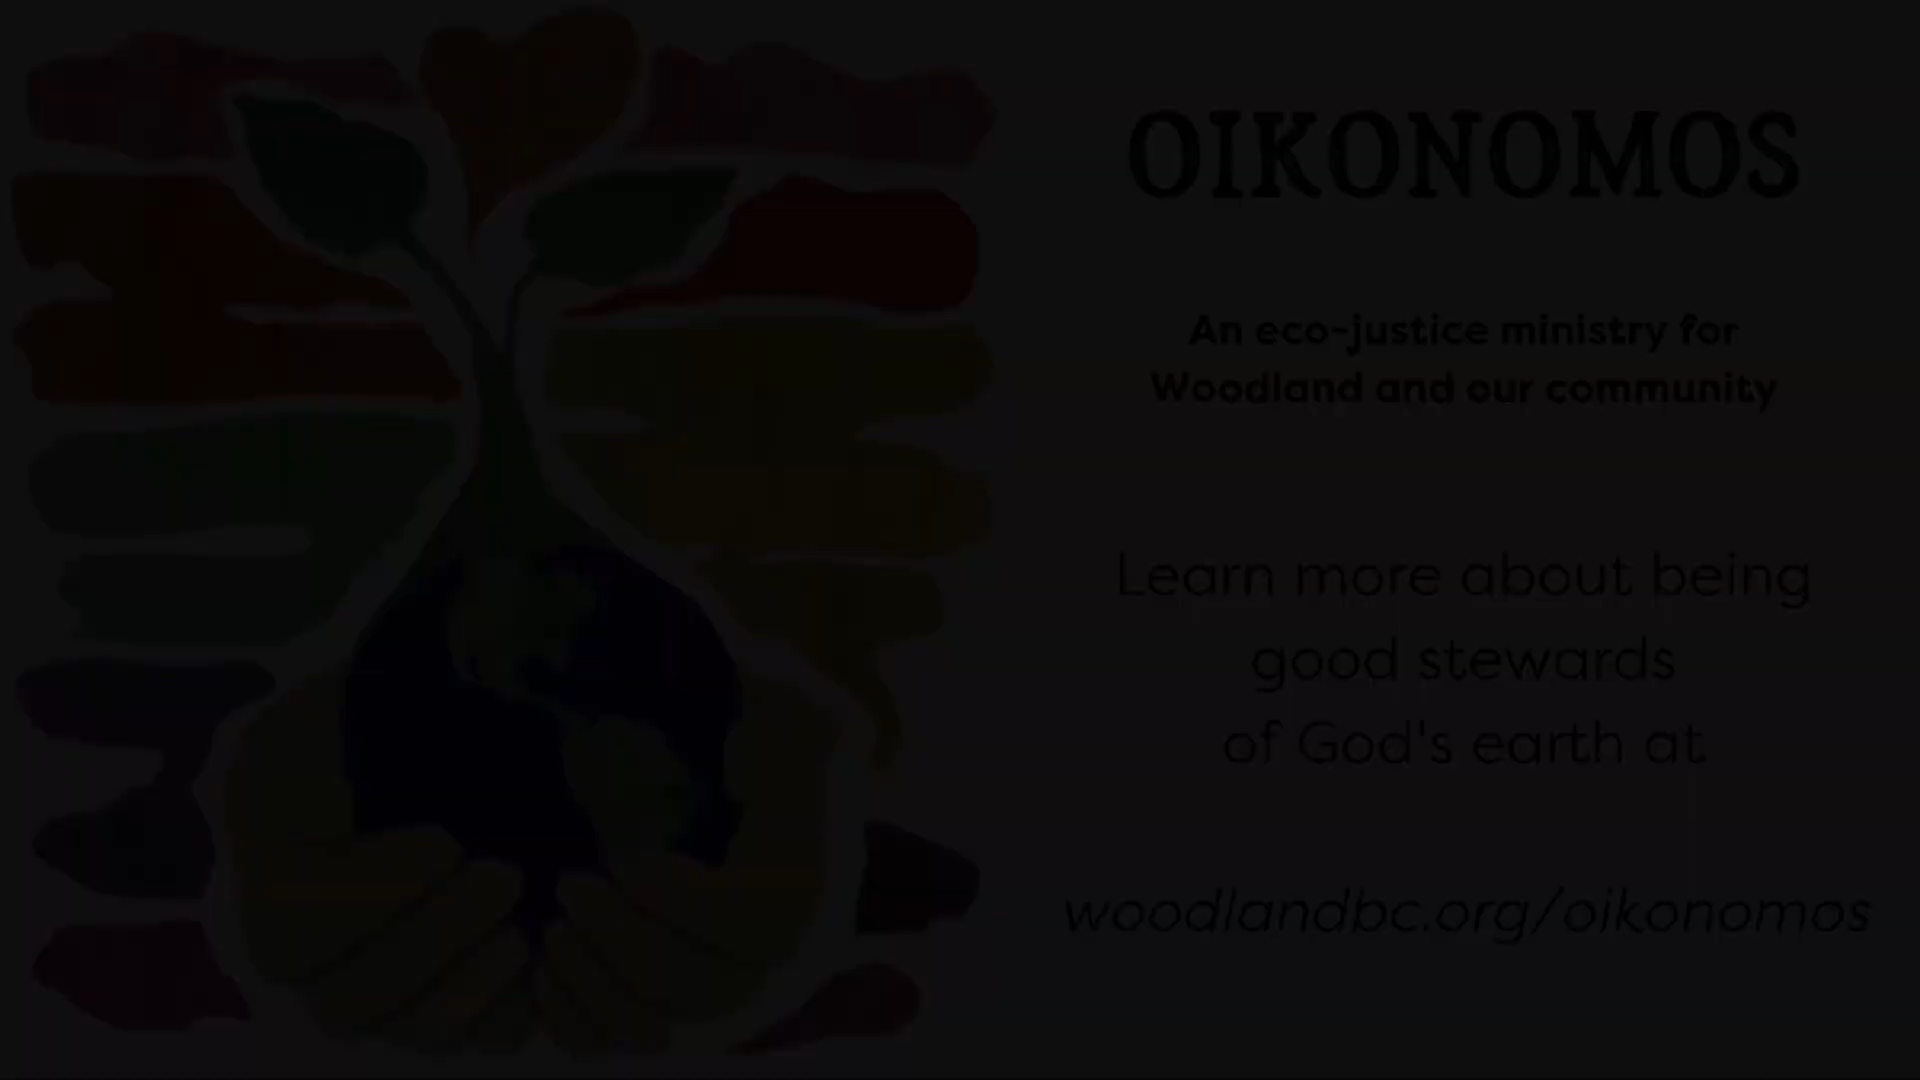 OIKONOMOS
An eco-justice ministry for
Woodland and our community
Learn more about being
good stewards
of God's earth at
woodlandbc.org/oikonomos